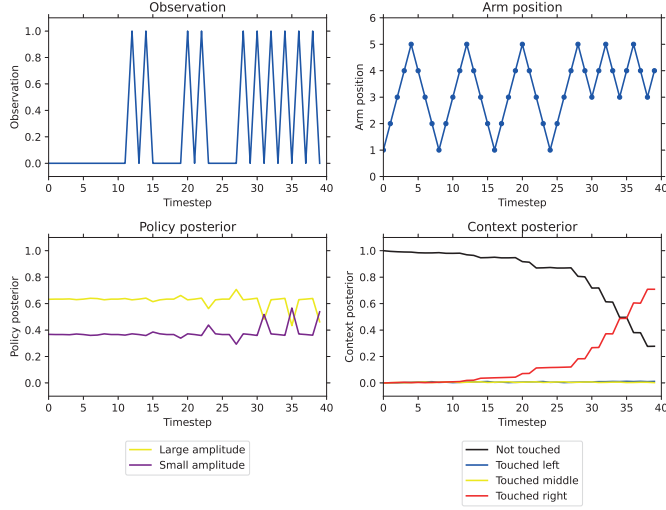 Observation
Observation
1.0
0.8
0.6
0.4
0.2
0.0
0 5 10 15 20 25 30 35 40
Timestep
Arm position
Arm position
6
5
4
3
2
1
0
0 5 10 15 20 25 30 35 40
Timestep
Policy posterior
Policy posterior
1.0
0.8
0.6
0.4
0.2
0.0
0 5 10 15 20 25 30 35 40
Timestep
Large amplitude
Small amplitude
Context posterior
Context posterior
1.0
0.8
0.6
0.4
0.2
0.0
0 5 10 15 20 25 30 35 40
Timestep
Not touched
Touched left
Touched middle
Touched right